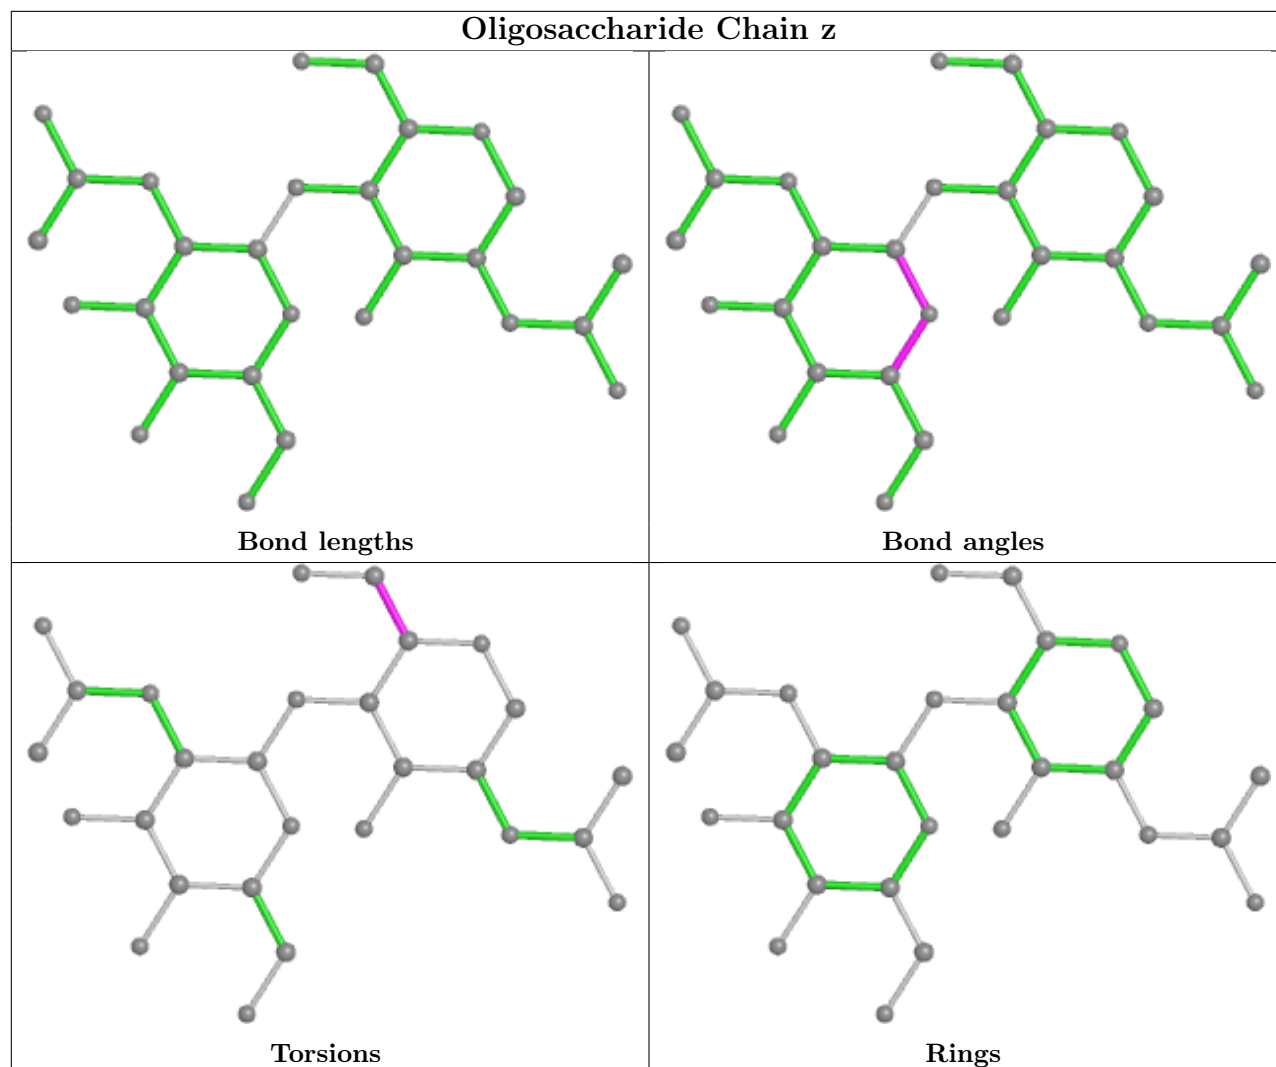 Oligosaccharide Chain z
Bond lengths
Bond angles
Torsions
Rings